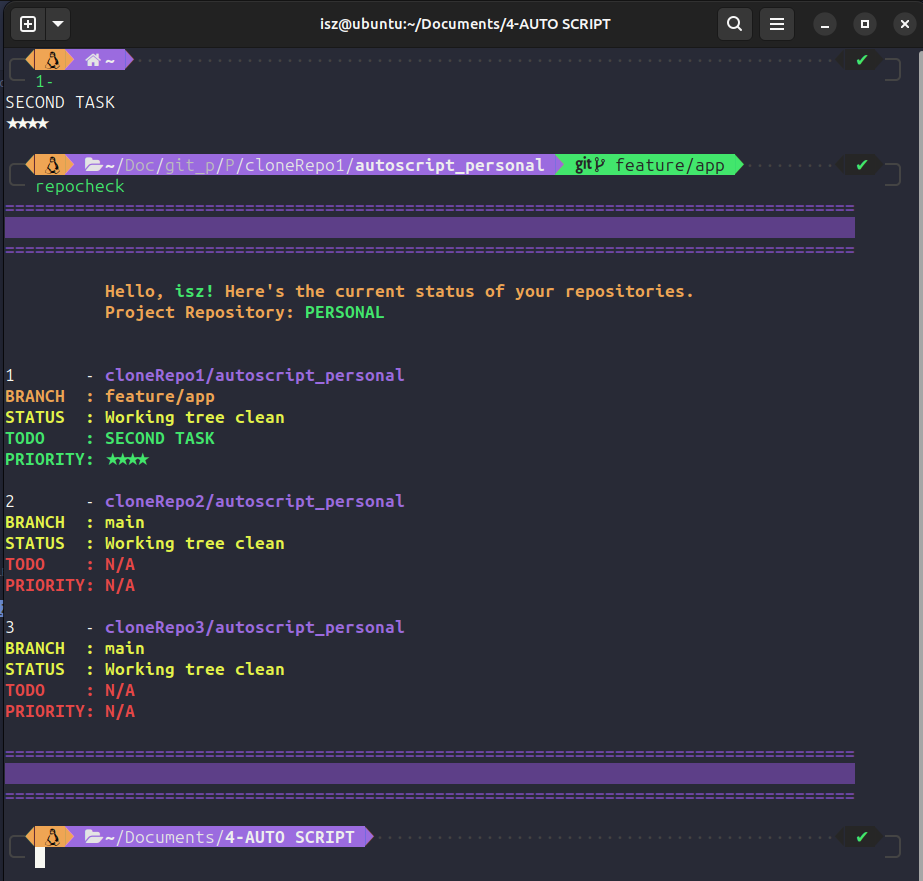 isz@ubuntu:~/Documents/4-AUTO SCRIPT
~
1-
SECOND TASK
★★★★
~/Doc/git_p/P/cloneRepo1/autoscript_personal git feature/app ✔
repocheck
=====================================================================================
=====================================================================================
Hello, isz! Here's the current status of your repositories.
Project Repository: PERSONAL
1 - cloneRepo1/autoscript_personal
BRANCH : feature/app
STATUS : Working tree clean
TODO : SECOND TASK
PRIORITY: ★★★★
2 - cloneRepo2/autoscript_personal
BRANCH : main
STATUS : Working tree clean
TODO : N/A
PRIORITY: N/A
3 - cloneRepo3/autoscript_personal
BRANCH : main
STATUS : Working tree clean
TODO : N/A
PRIORITY: N/A
=====================================================================================
=====================================================================================
~/Documents/4-AUTO SCRIPT ✔